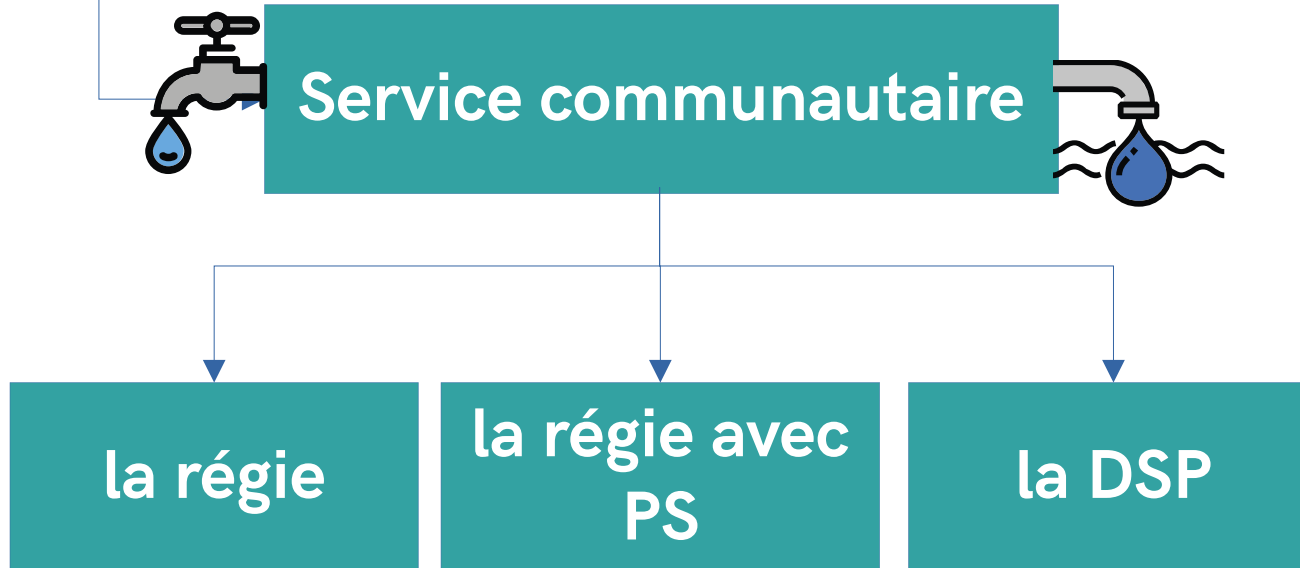 Service communautaire
la régie
la régie avec
PS
la DSP